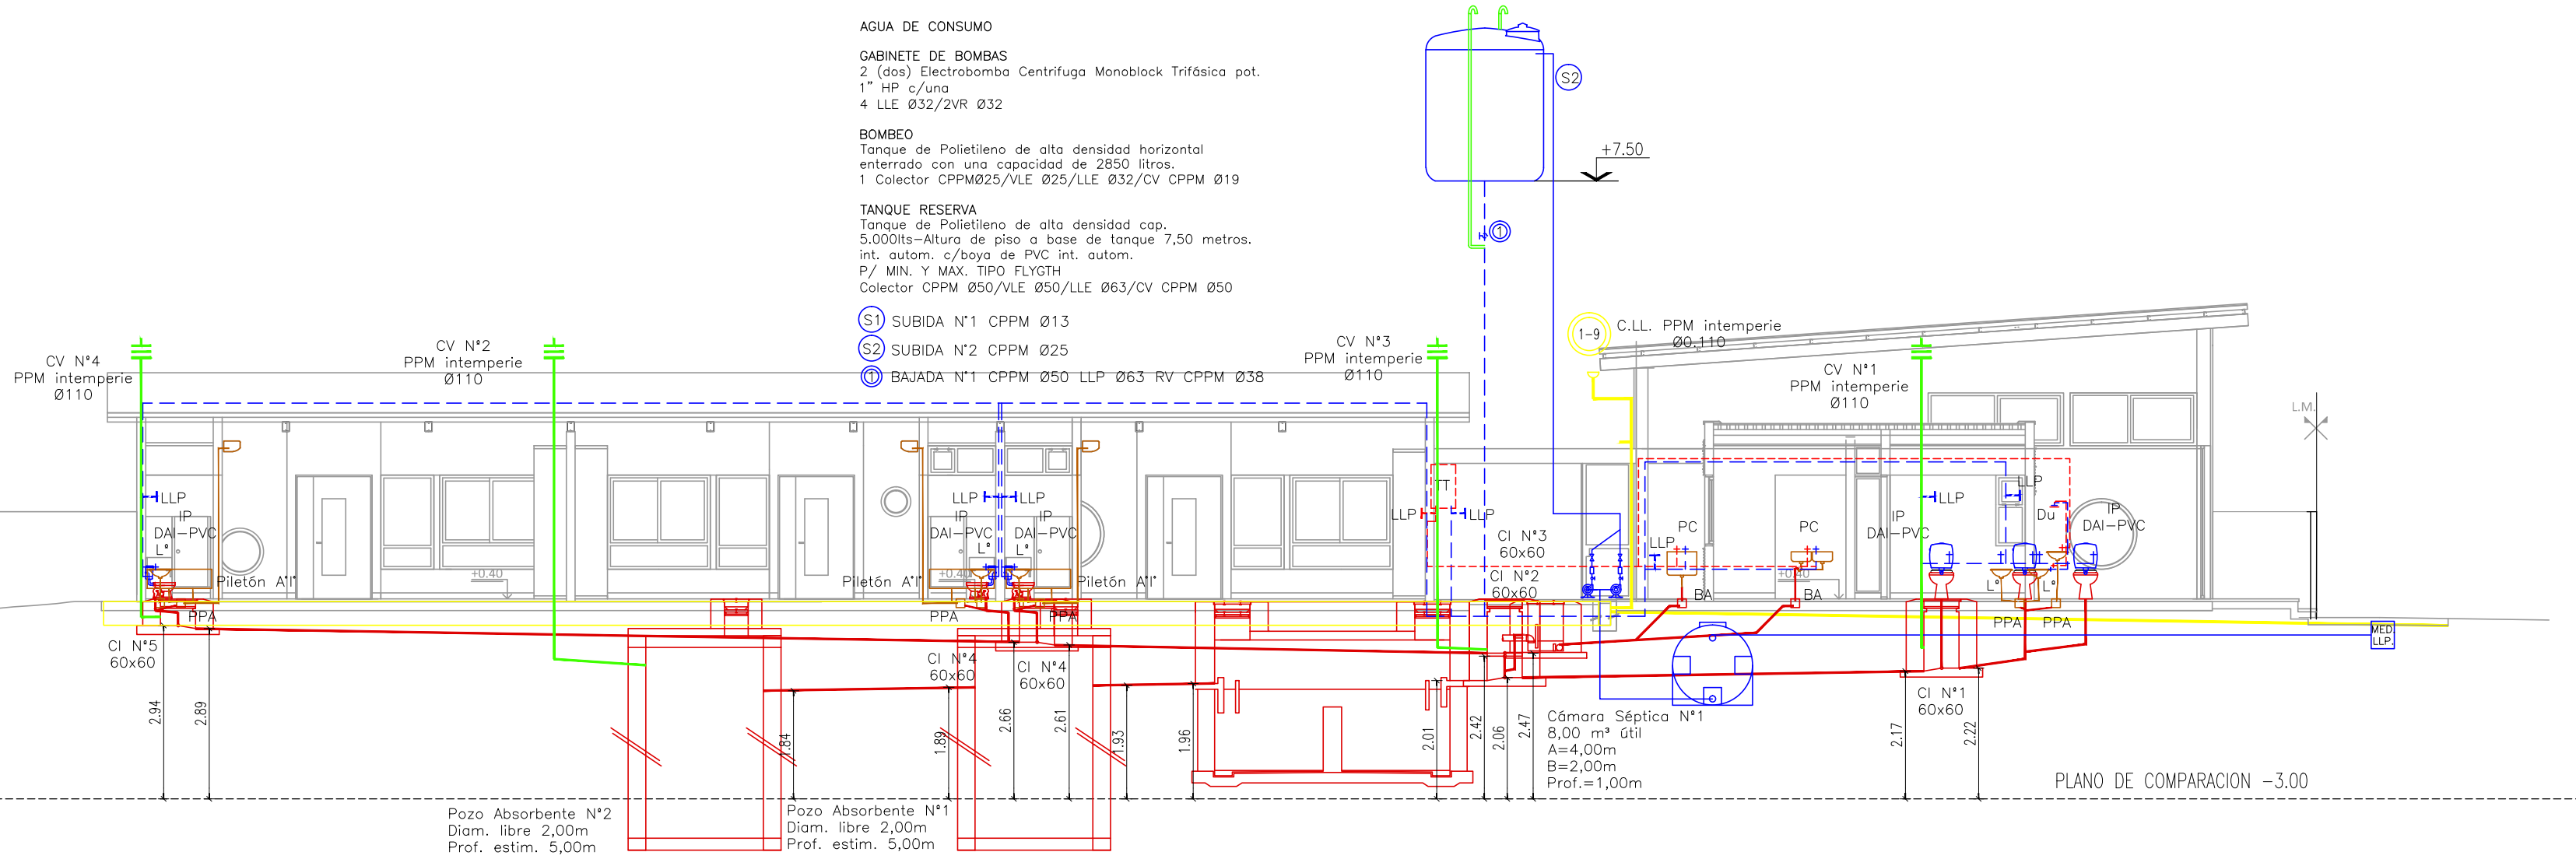 AGUA DE CONSUMO
GABINETE DE BOMBAS
2 (dos) Electrobomba Centrifuga Monoblock Trifásica pot.
1" HP c/una
4 LLE Ø32/2VR Ø32
BOMBEO
Tanque de Polietileno de alta densidad horizontal
enterrado con una capacidad de 2850 litros.
1 Colector CPPMØ25/VLE Ø25/LLE Ø32/CV CPPM Ø19
TANQUE RESERVA
Tanque de Polietileno de alta densidad cap.
5.000lts-Altura de piso a base de tanque 7,50 metros.
int. autom. c/boya de PVC int. autom.
P/ MIN. Y MAX. TIPO FLYGTH
Colector CPPM Ø50/VLE Ø50/LLE Ø63/CV CPPM Ø50
S1 SUBIDA N°1 CPPM Ø13
S2 SUBIDA N°2 CPPM Ø25
1 BAJADA N°1 CPPM Ø50 LLP Ø63 RV CPPM Ø38
S2
+7.50
1
1-9
C.LL. PPM intemperie
Ø0.110
CV N°4
PPM intemperie
Ø110
CV N°2
PPM intemperie
Ø110
CV N°3
PPM intemperie
Ø110
CV N°1
PPM intemperie
Ø110
L.M.
LLP
IP
DAI-PVC
L°
Piletón A°I°
PPA
+0.40
LLP
LLP
IP
DAI-PVC
L°
IP
DAI-PVC
L°
Piletón A°I°
+0.40
Piletón A°I°
PPA
PPA
TT
LLP
LLP
CI N°3
60x60
CI N°2
60x60
LLP
PC
BA
PC
BA
+0.40
IP
DAI-PVC
LLP
LLP
Du
IP
DAI-PVC
L°
L°
PPA
PPA
MED.
LLP.
CI N°5
60x60
CI N°4
60x60
CI N°4
60x60
CI N°1
60x60
2.94
2.89
1.84
1.89
2.66
2.61
1.93
1.96
2.01
2.42
2.06
2.47
2.17
2.22
Cámara Séptica N°1
8,00 m³ útil
A=4,00m
B=2,00m
Prof.=1,00m
PLANO DE COMPARACION -3.00
Pozo Absorbente N°2
Diam. libre 2,00m
Prof. estim. 5,00m
Pozo Absorbente N°1
Diam. libre 2,00m
Prof. estim. 5,00m